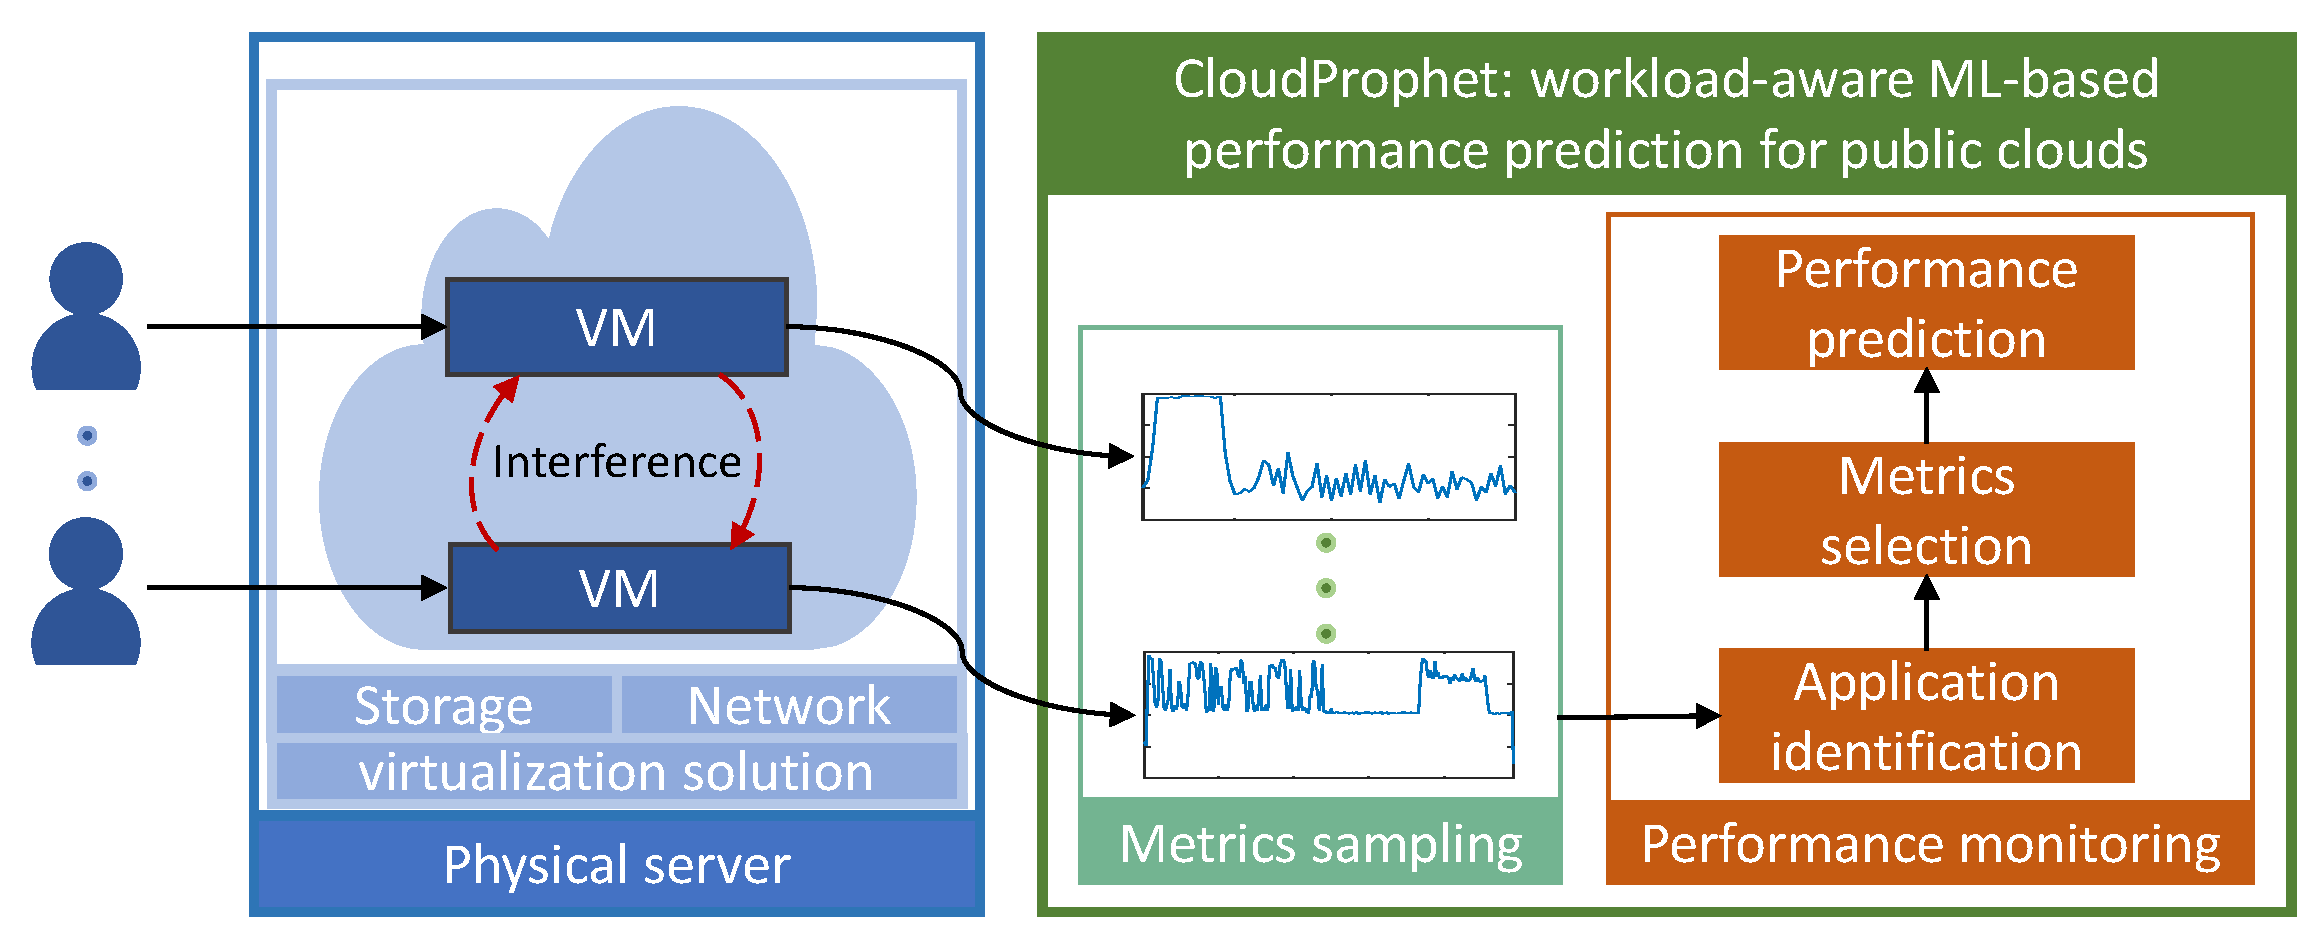 CloudProphet: workload-aware ML-based
performance prediction for public clouds
VM
Interference
VM
Storage
Network
virtualization solution
Physical server
Metrics sampling
Performance
prediction
Metrics
selection
Application
identification
Performance monitoring